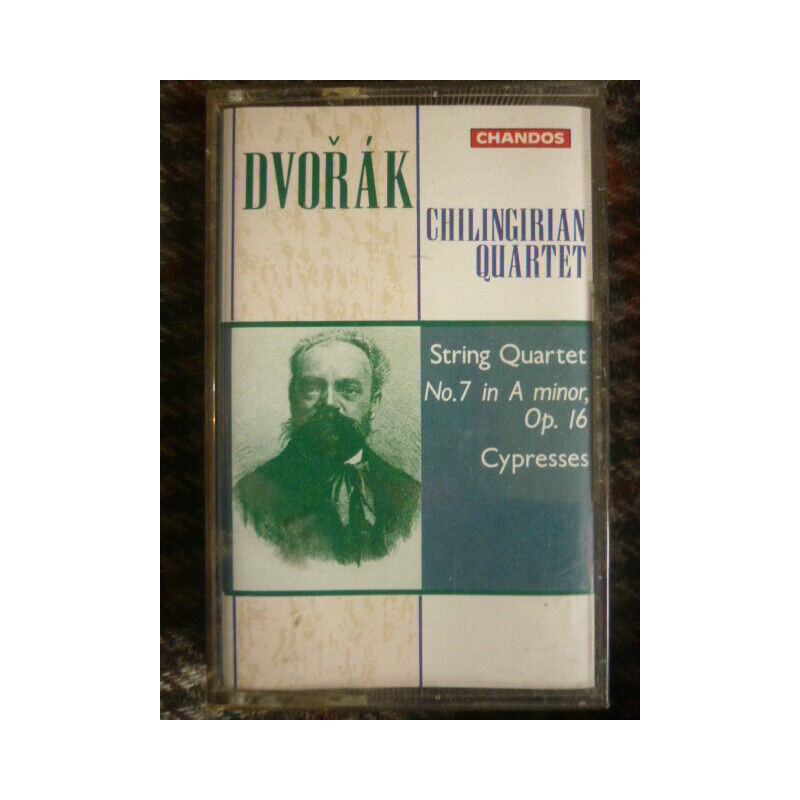 CHANDOS
DVOŘÁK
CHILINGIRIAN
QUARTET
String Quartet
No.7 in A minor,
Op. 16
Cypresses